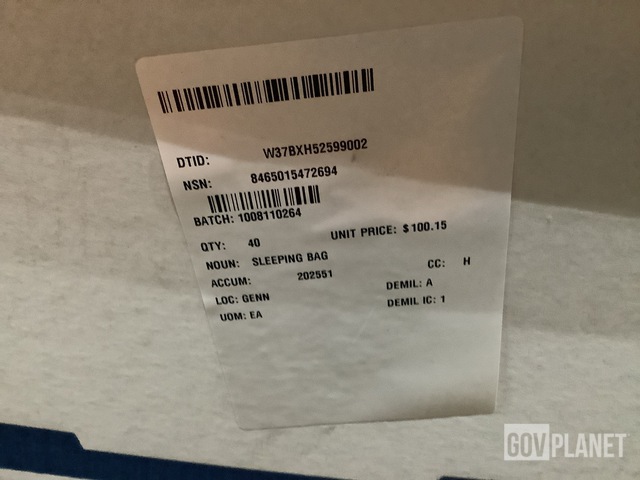 DTID: W37BXH52599002
NSN: 8465015472694
BATCH: 1008110264
QTY: 40 UNIT PRICE: $ 100.15
NOUN: SLEEPING BAG
ACCUM: 202551 CC: H
LOC: GENN DEMIL: A
UOM: EA DEMIL IC: 1
GOVPLANET